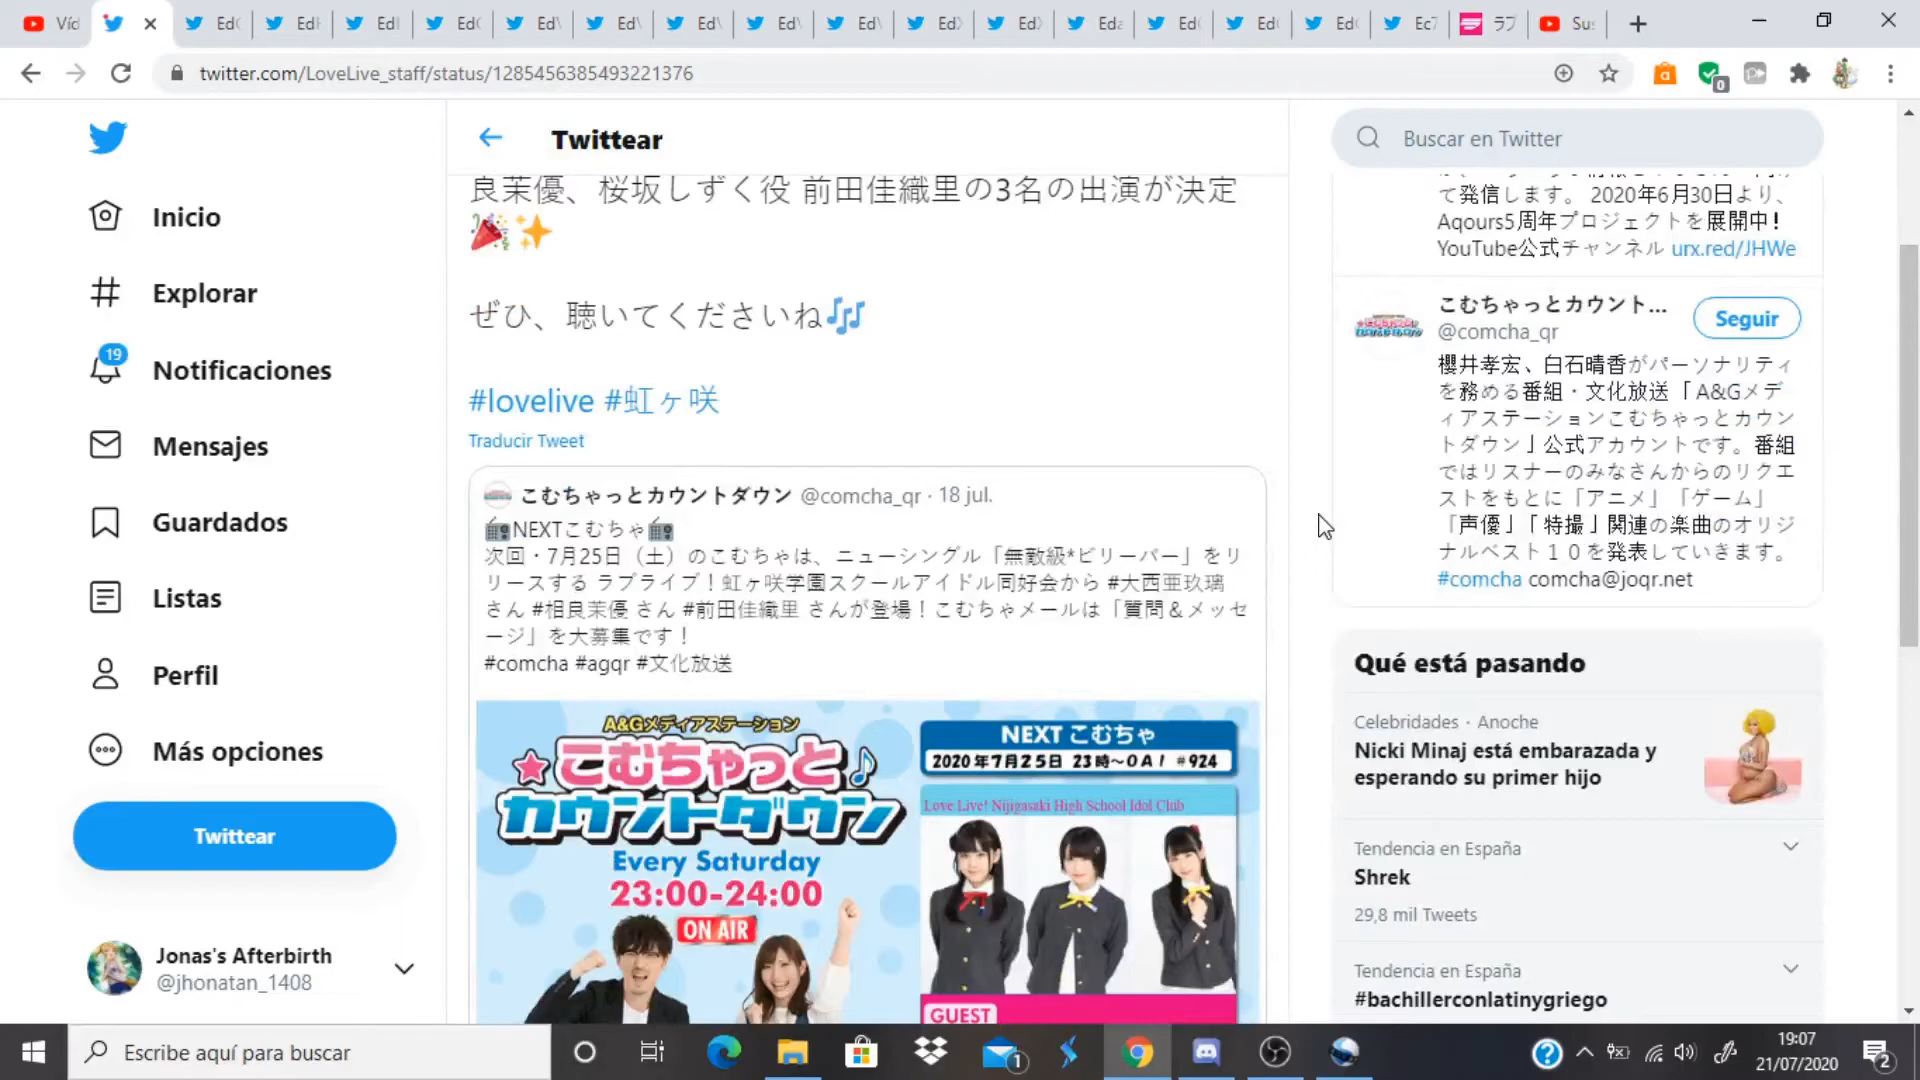 Víd
EdC
EdH
EdI
EdC
EdV
EdV
EdV
EdV
EdV
EdX
EdX
Eda
EdC
EdC
EdC
Ec7
ラブ
Sus
twitter.com/LoveLive_staff/status/1285456385493221376
0
Inicio
Explorar
19
Notificaciones
Mensajes
Guardados
Listas
Perfil
Más opciones
Twittear
Jonas's Afterbirth
@jhonatan_1408
Twittear
良茉優、桜坂しずく役 前田佳織里の3名の出演が決定
🎉✨
ぜひ、聴いてくださいね🎶
#lovelive #虹ヶ咲
Traducir Tweet
こむちゃっとカウントダウン @comcha_qr · 18 jul.
📻NEXTこむちゃ📻
次回・7月25日（土）のこむちゃは、ニューシングル「無敵級*ビリーバー」をリ
リースする ラブライブ！虹ヶ咲学園スクールアイドル同好会から #大西亜玖璃
さん #相良茉優 さん #前田佳織里 さんが登場！こむちゃメールは「質問＆メッセ
ージ」を大募集です！
#comcha #agqr #文化放送
A&Gメディアステーション
こむちゃっと
カウントダウン
Every Saturday
23:00-24:00
ON AIR
NEXT こむちゃ
2020年7月25日 23時～OA! #924
Love Live! Nijigasaki High School Idol Club
GUEST
Buscar en Twitter
て発信します。 2020年6月30日より、
Aqours5周年プロジェクトを展開中！
YouTube公式チャンネル urx.red/JHWe
こむちゃっとカウント...
@comcha_qr
Seguir
櫻井孝宏、白石晴香がパーソナリティ
を務める番組・文化放送「A&Gメデ
ィアステーションこむちゃっとカウン
トダウン」公式アカウントです。番組
ではリスナーのみなさんからのリクエ
ストをもとに「アニメ」「ゲーム」
「声優」「特撮」関連の楽曲のオリジ
ナルベスト１０を発表していきます。
#comcha comcha@joqr.net
Qué está pasando
Celebridades · Anoche
Nicki Minaj está embarazada y
esperando su primer hijo
Tendencia en España
Shrek
29,8 mil Tweets
Tendencia en España
#bachillerconlatinygriego
Escribe aquí para buscar
1
19:07
21/07/2020
2